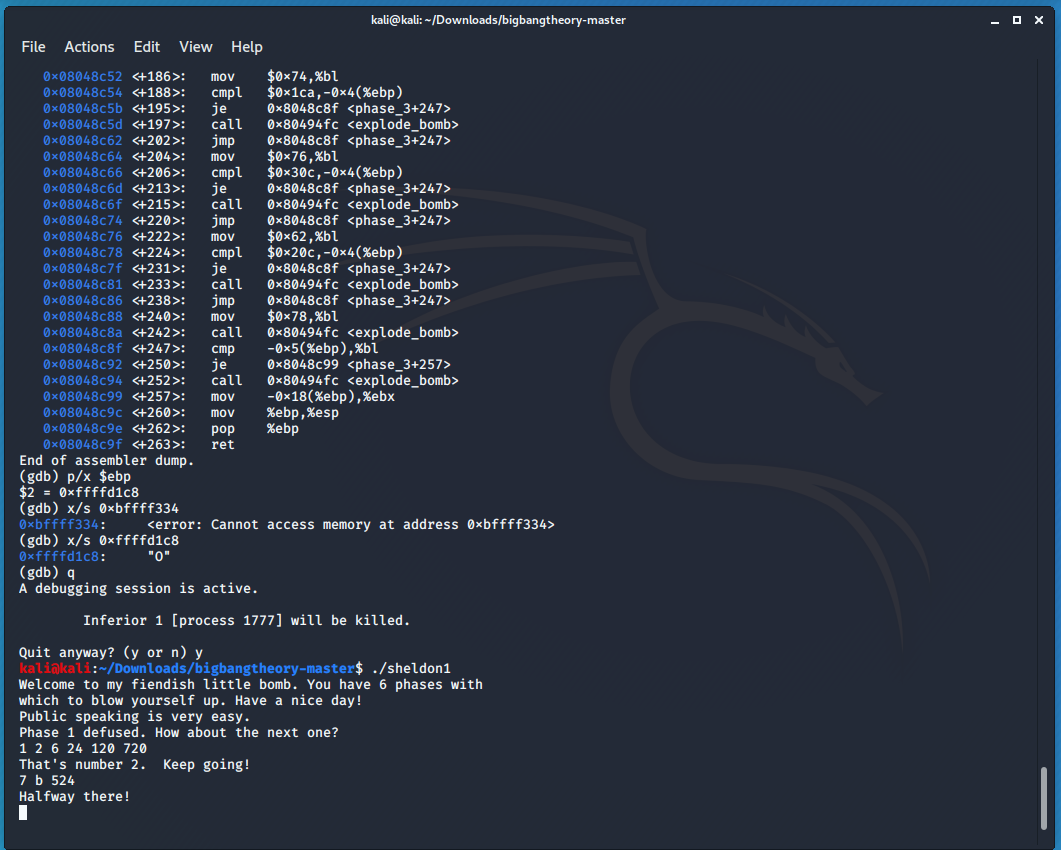 kali@kali: ~/Downloads/bigbangtheory-master
File Actions Edit View Help
0×08048c52 <+186>: mov $0×74,%bl
0×08048c54 <+188>: cmpl $0×1ca,-0×4(%ebp)
0×08048c5b <+195>: je 0×8048c8f <phase_3+247>
0×08048c5d <+197>: call 0×80494fc <explode_bomb>
0×08048c62 <+202>: jmp 0×8048c8f <phase_3+247>
0×08048c64 <+204>: mov $0×76,%bl
0×08048c66 <+206>: cmpl $0×30c,-0×4(%ebp)
0×08048c6d <+213>: je 0×8048c8f <phase_3+247>
0×08048c6f <+215>: call 0×80494fc <explode_bomb>
0×08048c74 <+220>: jmp 0×8048c8f <phase_3+247>
0×08048c76 <+222>: mov $0×62,%bl
0×08048c78 <+224>: cmpl $0×20c,-0×4(%ebp)
0×08048c7f <+231>: je 0×8048c8f <phase_3+247>
0×08048c81 <+233>: call 0×80494fc <explode_bomb>
0×08048c86 <+238>: jmp 0×8048c8f <phase_3+247>
0×08048c88 <+240>: mov $0×78,%bl
0×08048c8a <+242>: call 0×80494fc <explode_bomb>
0×08048c8f <+247>: cmp -0×5(%ebp),%bl
0×08048c92 <+250>: je 0×8048c99 <phase_3+257>
0×08048c94 <+252>: call 0×80494fc <explode_bomb>
0×08048c99 <+257>: mov -0×18(%ebp),%ebx
0×08048c9c <+260>: mov %ebp,%esp
0×08048c9e <+262>: pop %ebp
0×08048c9f <+263>: ret
End of assembler dump.
(gdb) p/x $ebp
$2 = 0×ffffd1c8
(gdb) x/s 0×bffff334
0×bffff334: <error: Cannot access memory at address 0×bffff334>
(gdb) x/s 0×ffffd1c8
0×ffffd1c8: "O"
(gdb) q
A debugging session is active.
Inferior 1 [process 1777] will be killed.
Quit anyway? (y or n) y
kali@kali:~/Downloads/bigbangtheory-master$ ./sheldon1
Welcome to my fiendish little bomb. You have 6 phases with
which to blow yourself up. Have a nice day!
Public speaking is very easy.
Phase 1 defused. How about the next one?
1 2 6 24 120 720
That's number 2. Keep going!
7 b 524
Halfway there!